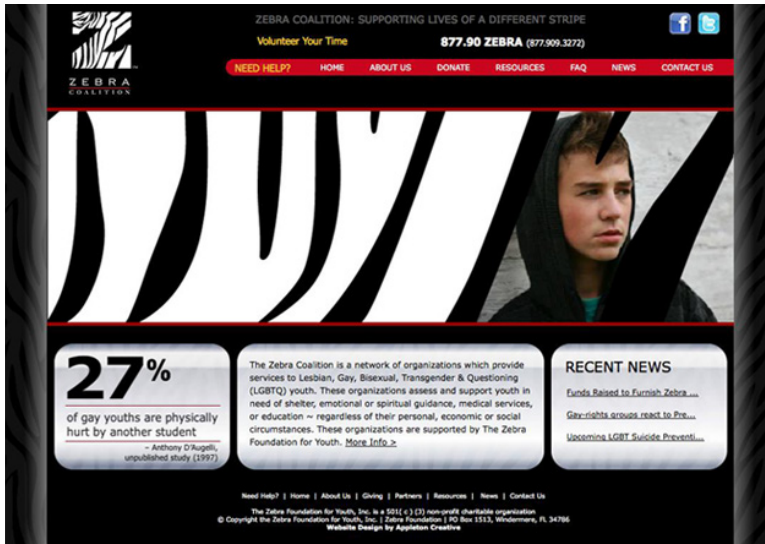 ZEBRA COALITION: SUPPORTING LIVES OF A DIFFERENT STRIPE
Volunteer Your Time
877.90 ZEBRA (877.909.3272)
ZEBRA
COALITION
NEED HELP? HOME ABOUT US DONATE RESOURCES FAQ NEWS CONTACT US
27%
of gay youths are physically
hurt by another student
– Anthony D'Augelli,
unpublished study (1997)
The Zebra Coalition is a network of organizations which provide
services to Lesbian, Gay, Bisexual, Transgender & Questioning
(LGBTQ) youth. These organizations assess and support youth in
need of shelter, emotional or spiritual guidance, medical services,
or education ~ regardless of their personal, economic or social
circumstances. These organizations are supported by The Zebra
Foundation for Youth. More Info >
RECENT NEWS
Funds Raised to Furnish Zebra ...
Gay-rights groups react to Pre...
Upcoming LGBT Suicide Preventi...
Need Help? | Home | About Us | Giving | Partners | Resources | News | Contact Us
The Zebra Foundation for Youth, Inc. is a 501( c ) (3) non-profit charitable organization
© Copyright the Zebra Foundation for Youth, Inc. | Zebra Foundation | PO Box 1513, Windermere, FL 34786
Website Design by Appleton Creative